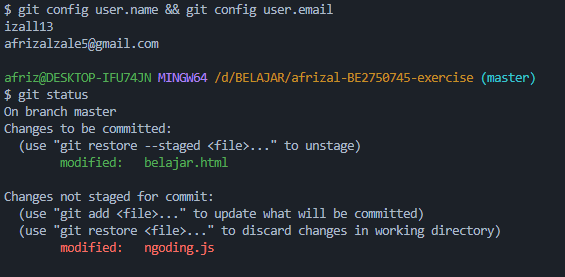 $ git config user.name && git config user.email
izall13
afrizalzale5@gmail.com
afriz@DESKTOP-IFU74JN MINGW64 /d/BELAJAR/afrizal-BE2750745-exercise (master)
$ git status
On branch master
Changes to be committed:
  (use "git restore --staged <file>..." to unstage)
        modified:   belajar.html
Changes not staged for commit:
  (use "git add <file>..." to update what will be committed)
  (use "git restore <file>..." to discard changes in working directory)
        modified:   ngoding.js